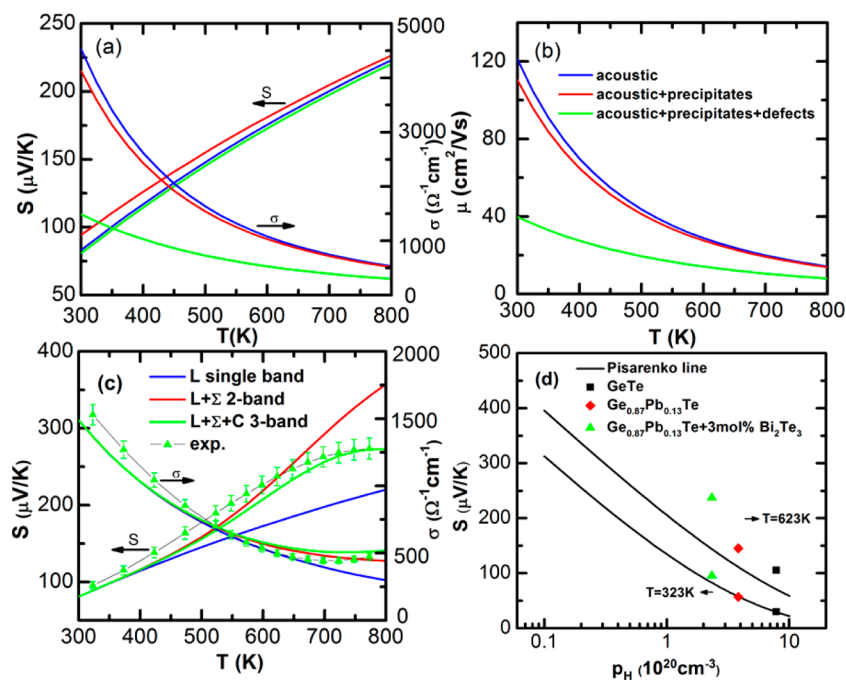 (a)
S
σ
S (μV/K)
σ (Ω⁻¹cm⁻¹)
250
200
150
100
50
5000
4000
3000
2000
1000
0
300 400 500 600 700 800
T(K)
(b)
acoustic
acoustic+precipitates
acoustic+precipitates+defects
μ (cm²/Vs)
120
80
40
0
300 400 500 600 700 800
T (K)
(c)
L single band
L+Σ 2-band
L+Σ+C 3-band
exp.
σ
S
S (μV/K)
σ (Ω⁻¹cm⁻¹)
400
300
200
100
2000
1500
1000
500
0
300 400 500 600 700 800
T (K)
(d)
Pisarenko line
GeTe
Ge₀.₈₇Pb₀.₁₃Te
Ge₀.₈₇Pb₀.₁₃Te+3mol% Bi₂Te₃
T=623K
T=323K
S (μV/K)
500
400
300
200
100
0
0.1 1 10
p_H (10²⁰cm⁻³)